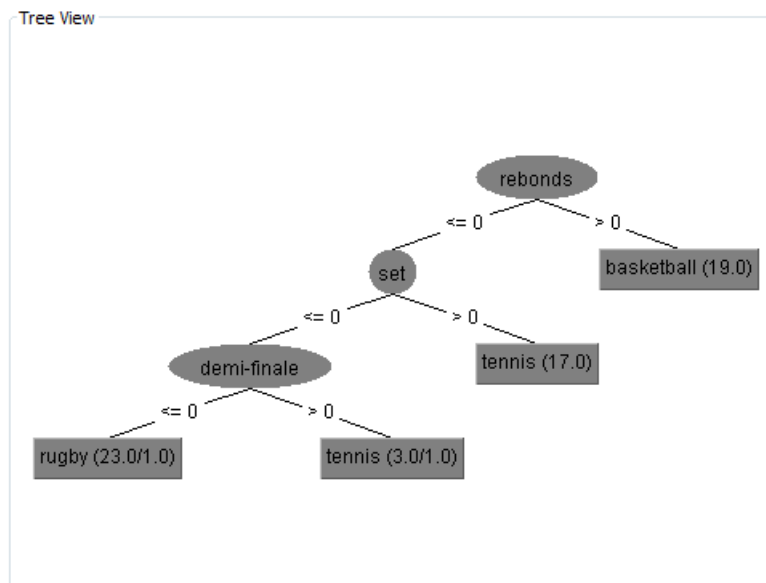 Tree View
rebonds
<= 0
> 0
set
basketball (19.0)
<= 0
> 0
demi-finale
tennis (17.0)
<= 0
> 0
rugby (23.0/1.0)
tennis (3.0/1.0)